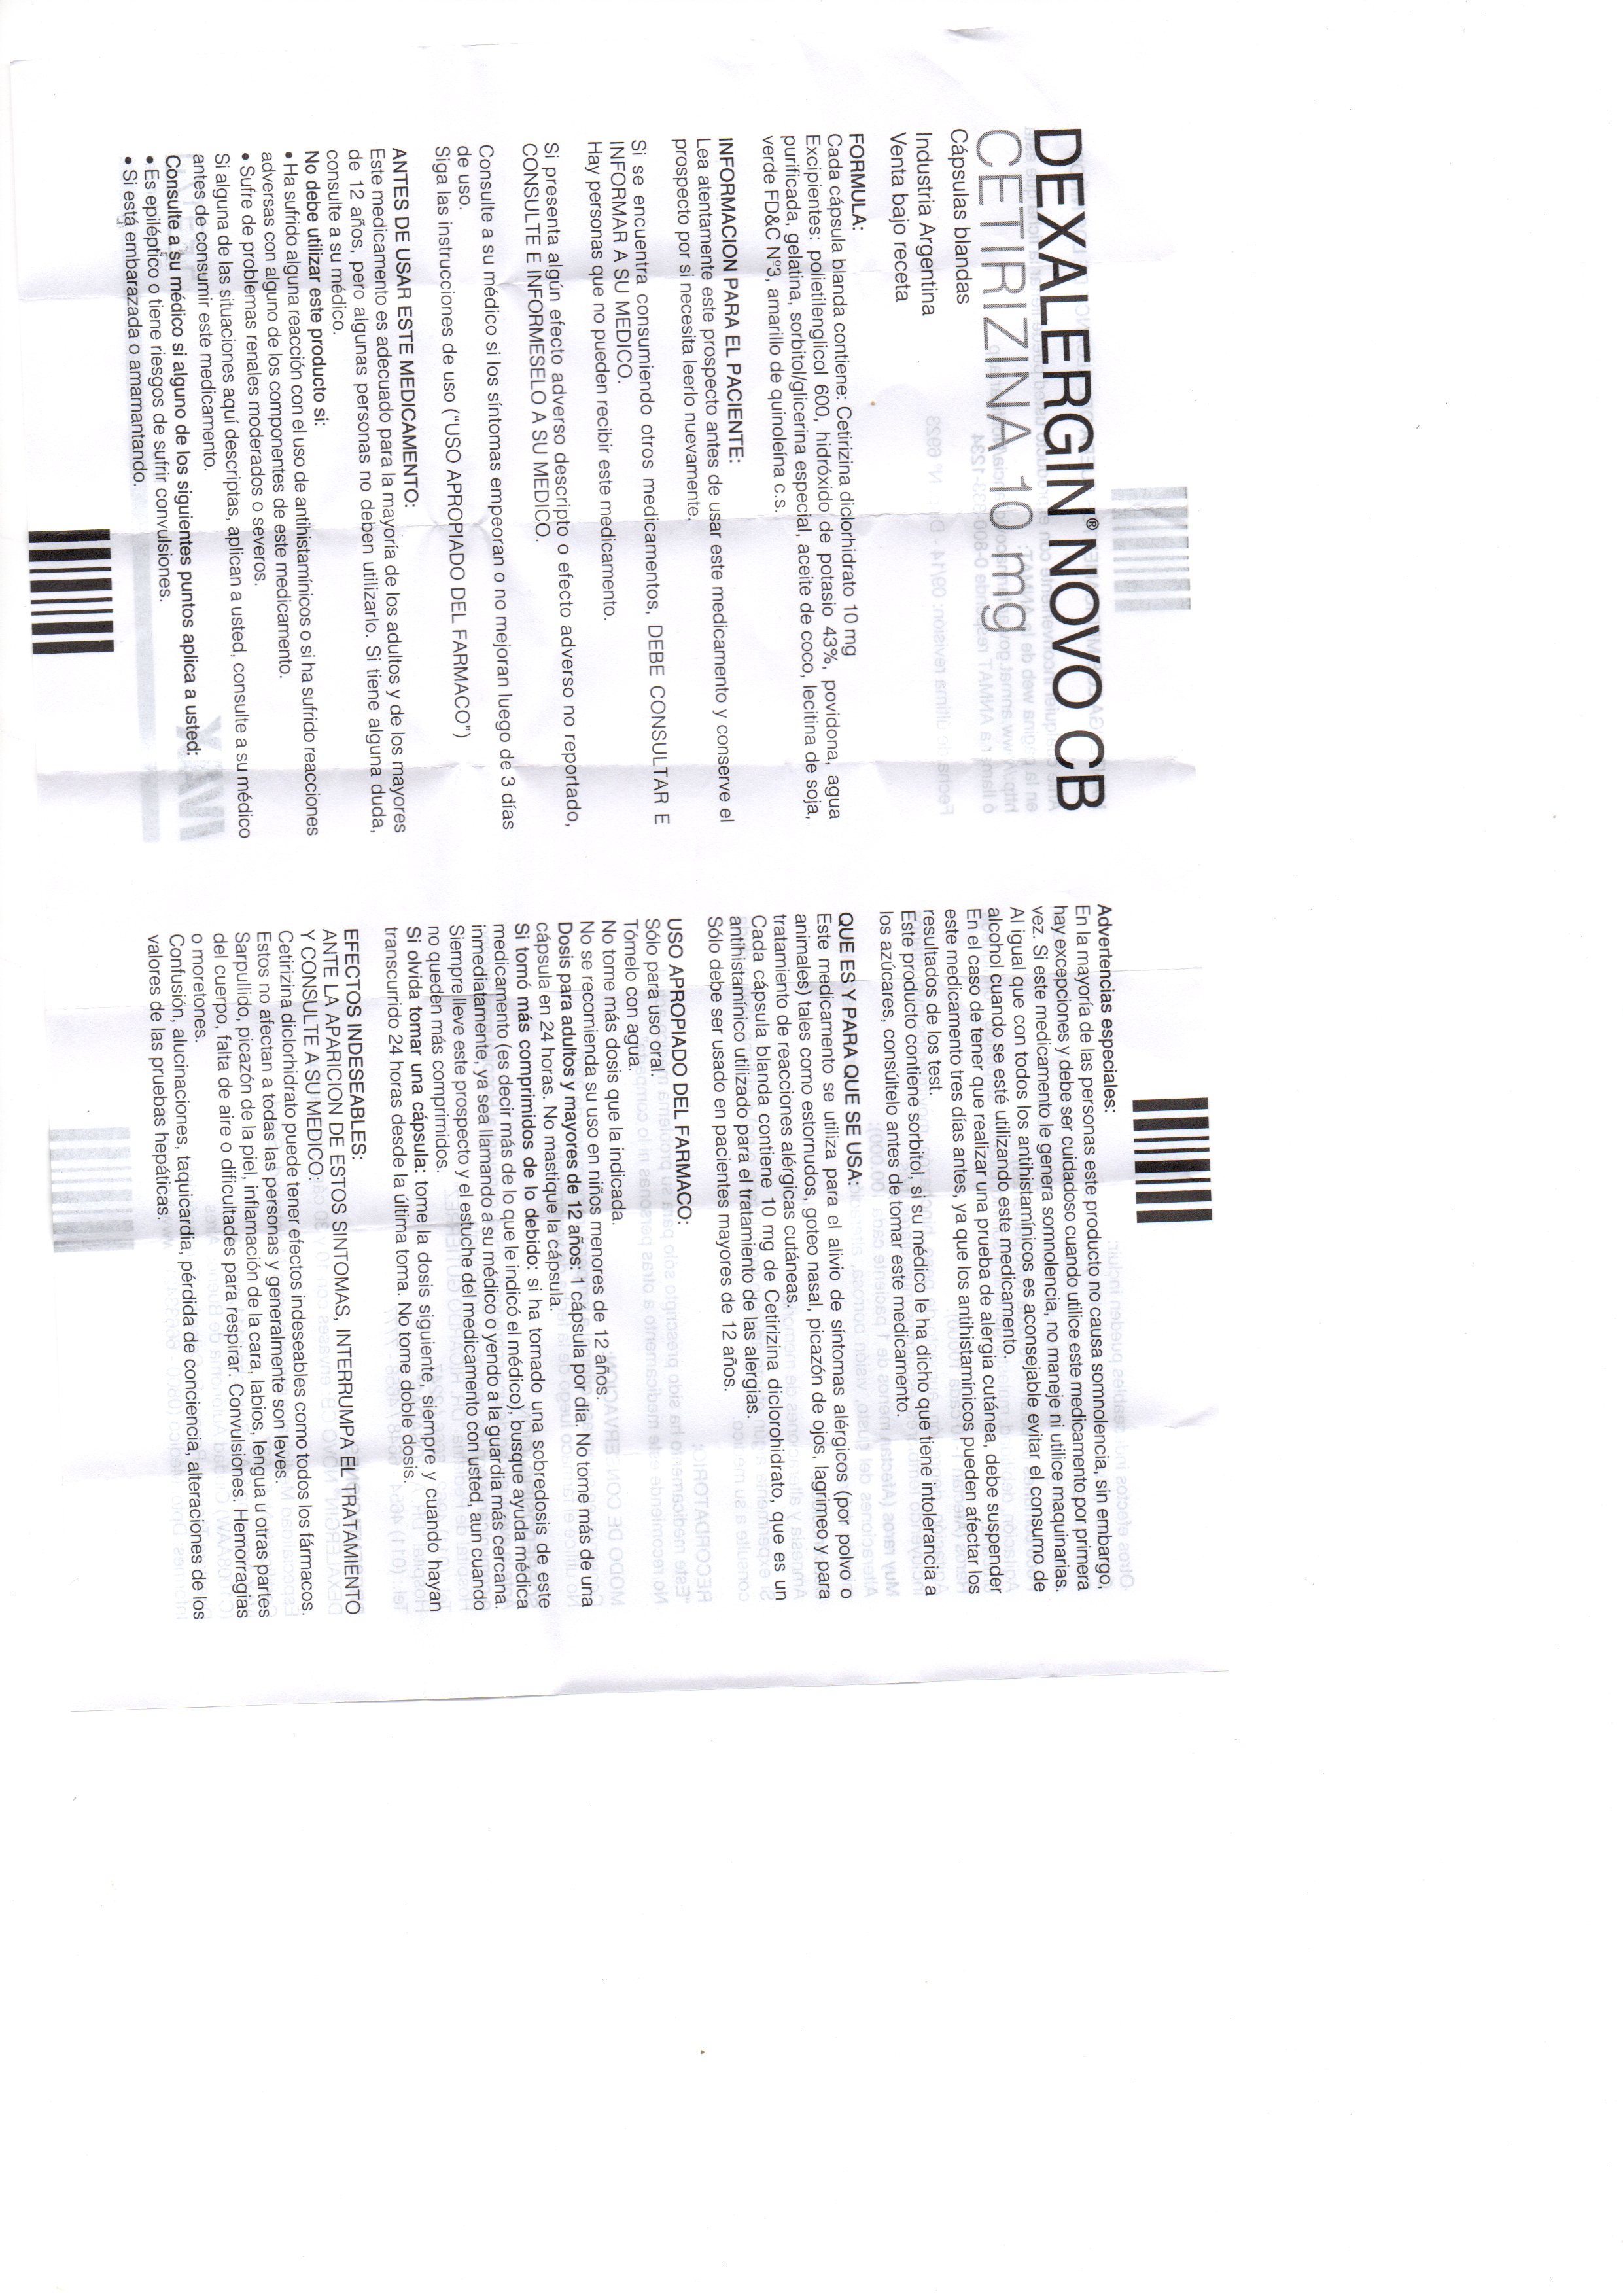 DEXALERGIN® NOVO CB
CETIRIZINA 10 mg
Cápsulas blandas
Industria Argentina
Venta bajo receta
FORMULA:
Cada cápsula blanda contiene: Cetirizina diclorhidrato 10 mg
Excipientes: polietilenglicol 600, hidróxido de potasio 43%, povidona, agua
purificada, gelatina, sorbitol/glicerina especial, aceite de coco, lecitina de soja,
verde FD&C Nº3, amarillo de quinoleína c.s.
INFORMACION PARA EL PACIENTE:
Lea atentamente este prospecto antes de usar este medicamento y conserve el
prospecto por si necesita leerlo nuevamente.
Si se encuentra consumiendo otros medicamentos, DEBE CONSULTAR E
INFORMAR A SU MEDICO.
Hay personas que no pueden recibir este medicamento.
Si presenta algún efecto adverso descripto o efecto adverso no reportado,
CONSULTE E INFORMESELO A SU MEDICO.
Consulte a su médico si los síntomas empeoran o no mejoran luego de 3 días
de uso.
Siga las instrucciones de uso ("USO APROPIADO DEL FARMACO")
ANTES DE USAR ESTE MEDICAMENTO:
Este medicamento es adecuado para la mayoría de los adultos y de los mayores
de 12 años, pero algunas personas no deben utilizarlo. Si tiene alguna duda,
consulte a su médico.
No debe utilizar este producto si:
• Ha sufrido alguna reacción con el uso de antihistamínicos o si ha sufrido reacciones
adversas con alguno de los componentes de este medicamento.
• Sufre de problemas renales moderados o severos.
Si alguna de las situaciones aquí descriptas, aplican a usted, consulte a su médico
antes de consumir este medicamento.
Consulte a su médico si alguno de los siguientes puntos aplica a usted:
• Es epiléptico o tiene riesgos de sufrir convulsiones.
• Si está embarazada o amamantando.
Advertencias especiales:
En la mayoría de las personas este producto no causa somnolencia, sin embargo,
hay excepciones y debe ser cuidadoso cuando utilice este medicamento por primera
vez. Si este medicamento le genera somnolencia, no maneje ni utilice maquinarias.
Al igual que con todos los antihistamínicos es aconsejable evitar el consumo de
alcohol cuando se esté utilizando este medicamento.
En el caso de tener que realizar una prueba de alergia cutánea, debe suspender
este medicamento tres días antes, ya que los antihistamínicos pueden afectar los
resultados de los test.
Este producto contiene sorbitol, si su médico le ha dicho que tiene intolerancia a
los azúcares, consúltelo antes de tomar este medicamento.
QUE ES Y PARA QUE SE USA:
Este medicamento se utiliza para el alivio de síntomas alérgicos (por polvo o
animales) tales como estornudos, goteo nasal, picazón de ojos, lagrimeo y para
tratamiento de reacciones alérgicas cutáneas.
Cada cápsula blanda contiene 10 mg de Cetirizina diclorohidrato, que es un
antihistamínico utilizado para el tratamiento de las alergias.
Sólo debe ser usado en pacientes mayores de 12 años.
USO APROPIADO DEL FARMACO:
Sólo para uso oral.
Tómelo con agua.
No tome más dosis que la indicada.
No se recomienda su uso en niños menores de 12 años.
Dosis para adultos y mayores de 12 años: 1 cápsula por día. No tome más de una
cápsula en 24 horas. No mastique la cápsula.
Si tomó más comprimidos de lo debido: si ha tomado una sobredosis de este
medicamento (es decir más de lo que le indicó el médico), busque ayuda médica
inmediatamente, ya sea llamando a su médico o yendo a la guardia más cercana.
Siempre lleve este prospecto y el estuche del medicamento con usted, aun cuando
no queden más comprimidos.
Si olvida tomar una cápsula: tome la dosis siguiente, siempre y cuando hayan
transcurrido 24 horas desde la última toma. No tome doble dosis.
EFECTOS INDESEABLES:
ANTE LA APARICION DE ESTOS SINTOMAS, INTERRUMPA EL TRATAMIENTO
Y CONSULTE A SU MEDICO:
Cetirizina diclorhidrato puede tener efectos indeseables como todos los fármacos.
Estos no afectan a todas las personas y generalmente son leves.
Sarpullido, picazón de la piel, inflamación de la cara, labios, lengua u otras partes
del cuerpo, falta de aire o dificultades para respirar. Convulsiones. Hemorragias
o moretones.
Confusión, alucinaciones, taquicardia, pérdida de conciencia, alteraciones de los
valores de las pruebas hepáticas.